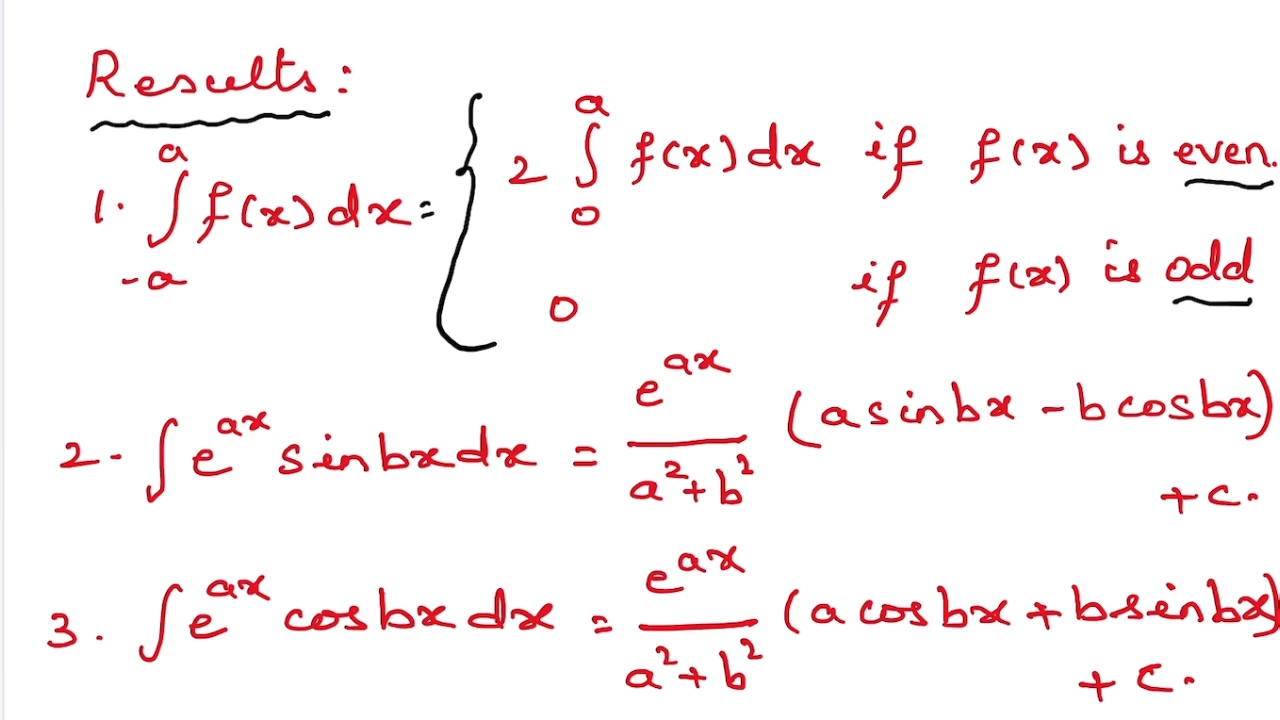 Results:
1. ∫_{-a}^{a} f(x) dx = { 2 ∫_{0}^{a} f(x) dx if f(x) is even.
0 if f(x) is odd
2. ∫ e^{ax} sin bx dx = e^{ax} / (a² + b²) (a sin bx - b cos bx)
+ c.
3. ∫ e^{ax} cos bx dx = e^{ax} / (a² + b²) (a cos bx + b sin bx)
+ c.